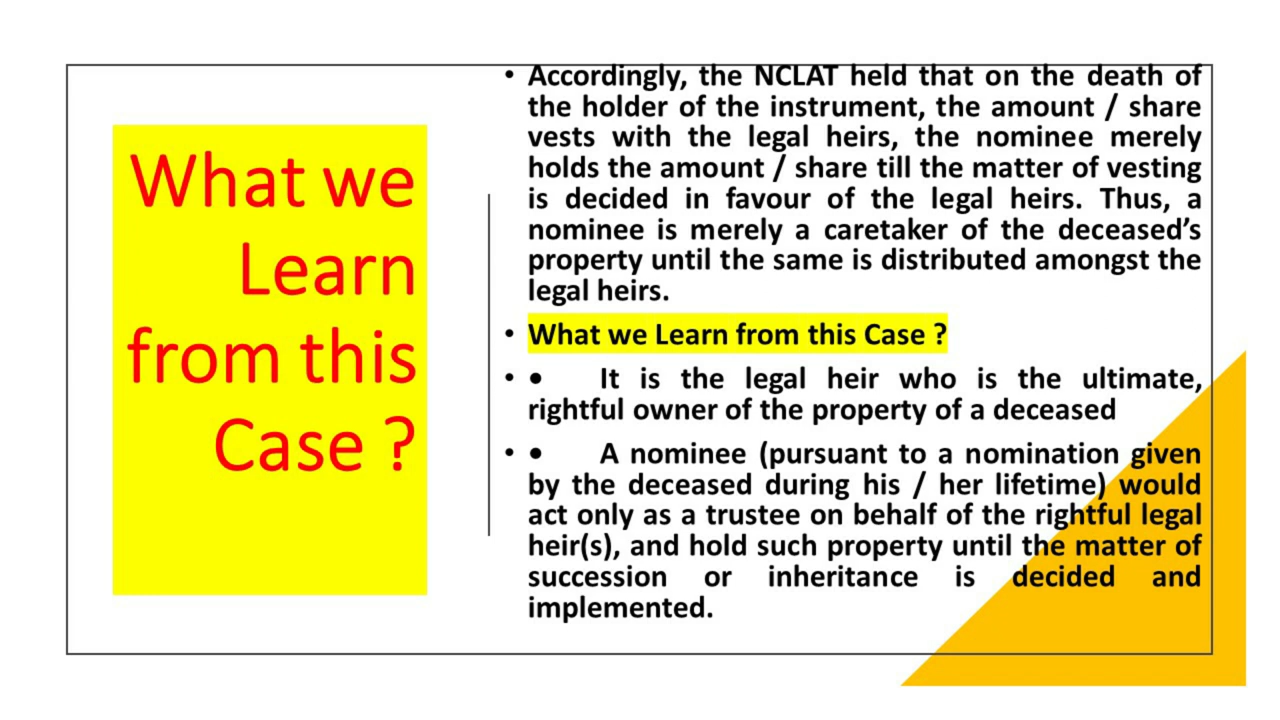 What we
Learn
from this
Case ?
• Accordingly, the NCLAT held that on the death of
the holder of the instrument, the amount / share
vests with the legal heirs, the nominee merely
holds the amount / share till the matter of vesting
is decided in favour of the legal heirs. Thus, a
nominee is merely a caretaker of the deceased’s
property until the same is distributed amongst the
legal heirs.
• What we Learn from this Case ?
• • It is the legal heir who is the ultimate,
rightful owner of the property of a deceased
• • A nominee (pursuant to a nomination given
by the deceased during his / her lifetime) would
act only as a trustee on behalf of the rightful legal
heir(s), and hold such property until the matter of
succession or inheritance is decided and
implemented.